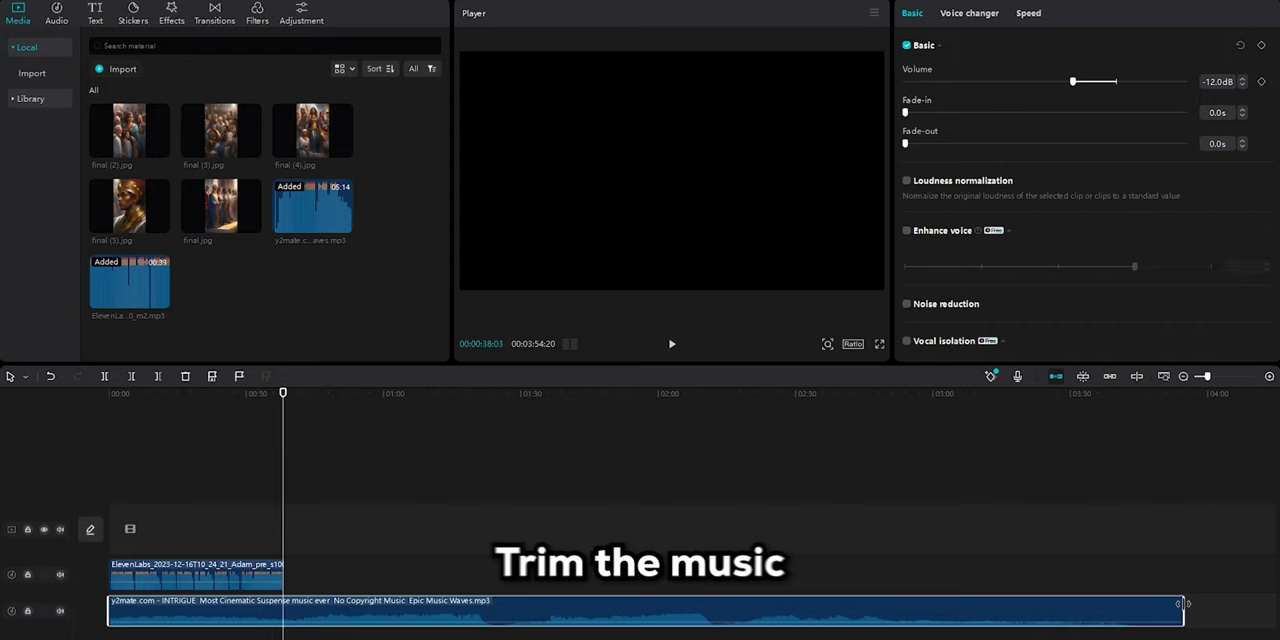 Media
Audio
Text
Stickers
Effects
Transitions
Filters
Adjustment
Local
Import
Library
Search material
Import
Sort
All
All
final (2).jpg
final (3).jpg
final (4).jpg
final (5).jpg
final.jpg
Added
05:14
y2mate.c...aves.mp3
Added
00:39
ElevenLa...0_m2.mp3
Player
00:00:38:03
00:03:54:20
Ratio
Basic
Voice changer
Speed
Basic
Volume
-12.0dB
Fade-in
0.0s
Fade-out
0.0s
Loudness normalization
Normalize the original loudness of the selected clip or clips to a standard value
Enhance voice
Free
Noise reduction
Vocal isolation
Free
00:00
00:30
01:00
01:30
02:00
02:30
03:00
03:30
04:00
ElevenLabs_2023-12-16T10_24_21_Adam_pre_s10
y2mate.com - INTRIGUE Most Cinematic Suspense music ever No Copyright Music Epic Music Waves.mp3
Trim the music